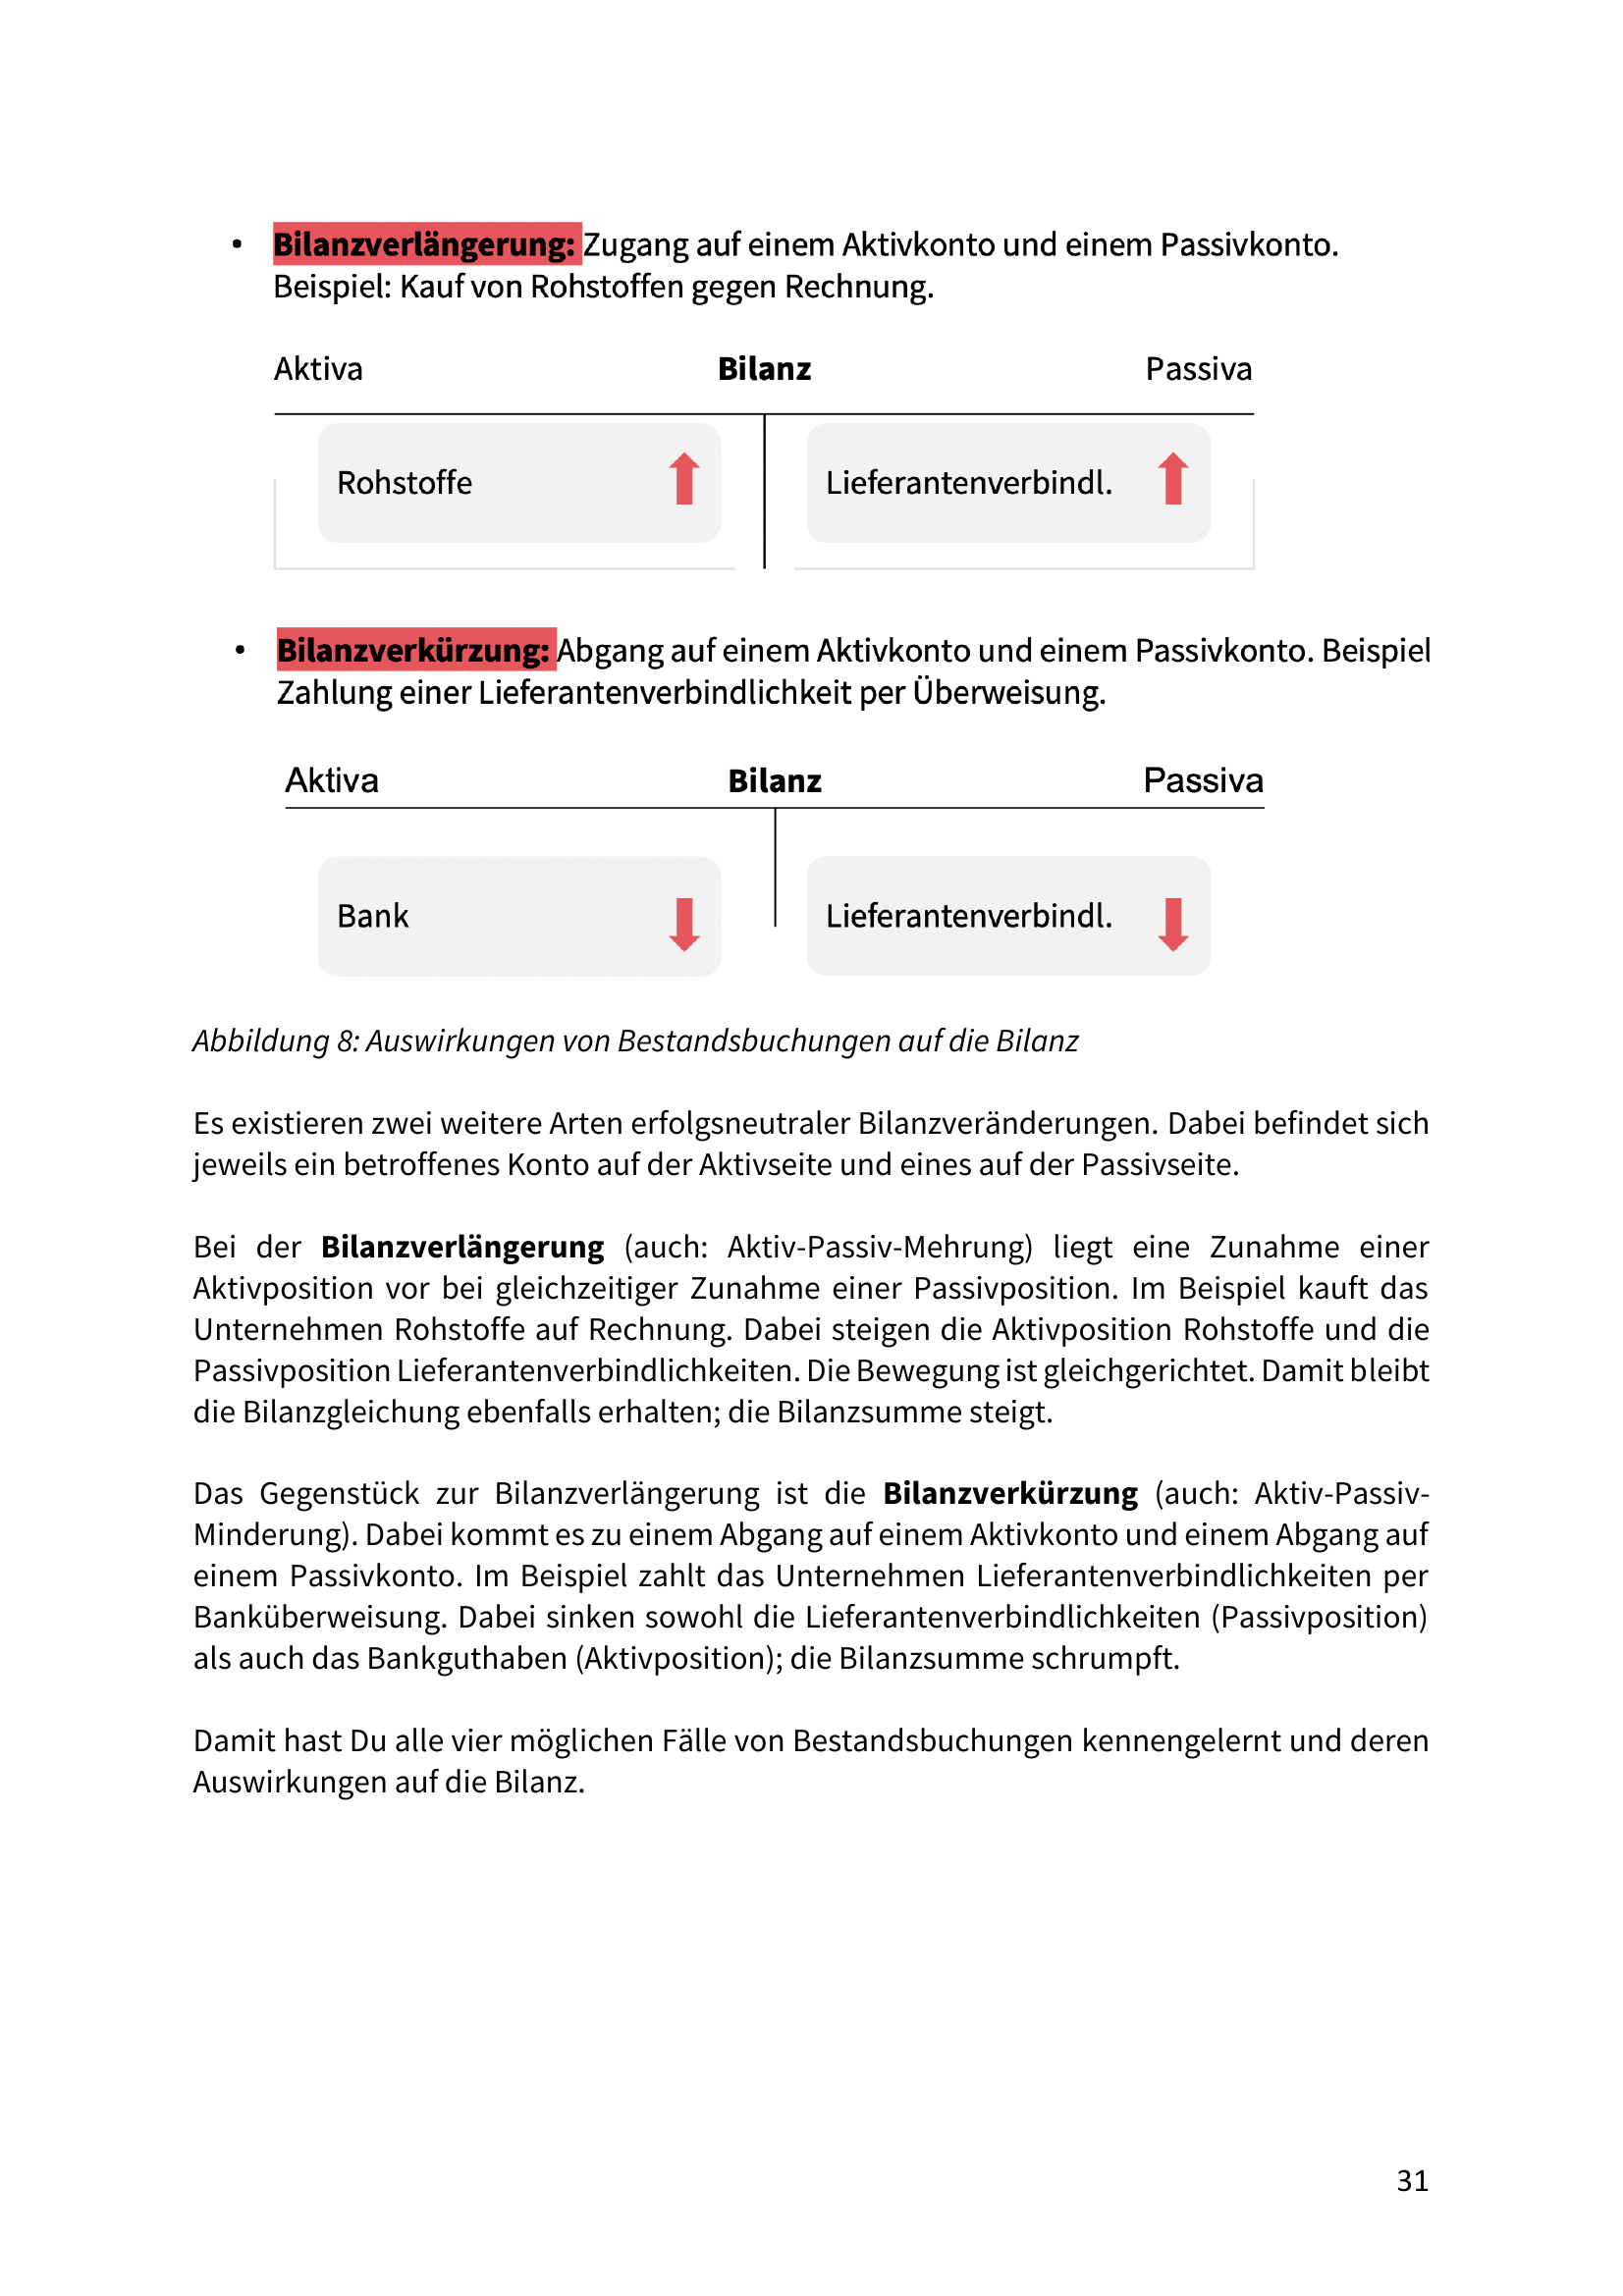 • Bilanzverlängerung: Zugang auf einem Aktivkonto und einem Passivkonto.
Beispiel: Kauf von Rohstoffen gegen Rechnung.
Aktiva Bilanz Passiva
Rohstoffe Lieferantenverbindl.
• Bilanzverkürzung: Abgang auf einem Aktivkonto und einem Passivkonto. Beispiel
Zahlung einer Lieferantenverbindlichkeit per Überweisung.
Aktiva Bilanz Passiva
Bank Lieferantenverbindl.
Abbildung 8: Auswirkungen von Bestandsbuchungen auf die Bilanz
Es existieren zwei weitere Arten erfolgsneutraler Bilanzveränderungen. Dabei befindet sich
jeweils ein betroffenes Konto auf der Aktivseite und eines auf der Passivseite.
Bei der Bilanzverlängerung (auch: Aktiv-Passiv-Mehrung) liegt eine Zunahme einer
Aktivposition vor bei gleichzeitiger Zunahme einer Passivposition. Im Beispiel kauft das
Unternehmen Rohstoffe auf Rechnung. Dabei steigen die Aktivposition Rohstoffe und die
Passivposition Lieferantenverbindlichkeiten. Die Bewegung ist gleichgerichtet. Damit bleibt
die Bilanzgleichung ebenfalls erhalten; die Bilanzsumme steigt.
Das Gegenstück zur Bilanzverlängerung ist die Bilanzverkürzung (auch: Aktiv-Passiv-
Minderung). Dabei kommt es zu einem Abgang auf einem Aktivkonto und einem Abgang auf
einem Passivkonto. Im Beispiel zahlt das Unternehmen Lieferantenverbindlichkeiten per
Banküberweisung. Dabei sinken sowohl die Lieferantenverbindlichkeiten (Passivposition)
als auch das Bankguthaben (Aktivposition); die Bilanzsumme schrumpft.
Damit hast Du alle vier möglichen Fälle von Bestandsbuchungen kennengelernt und deren
Auswirkungen auf die Bilanz.
31